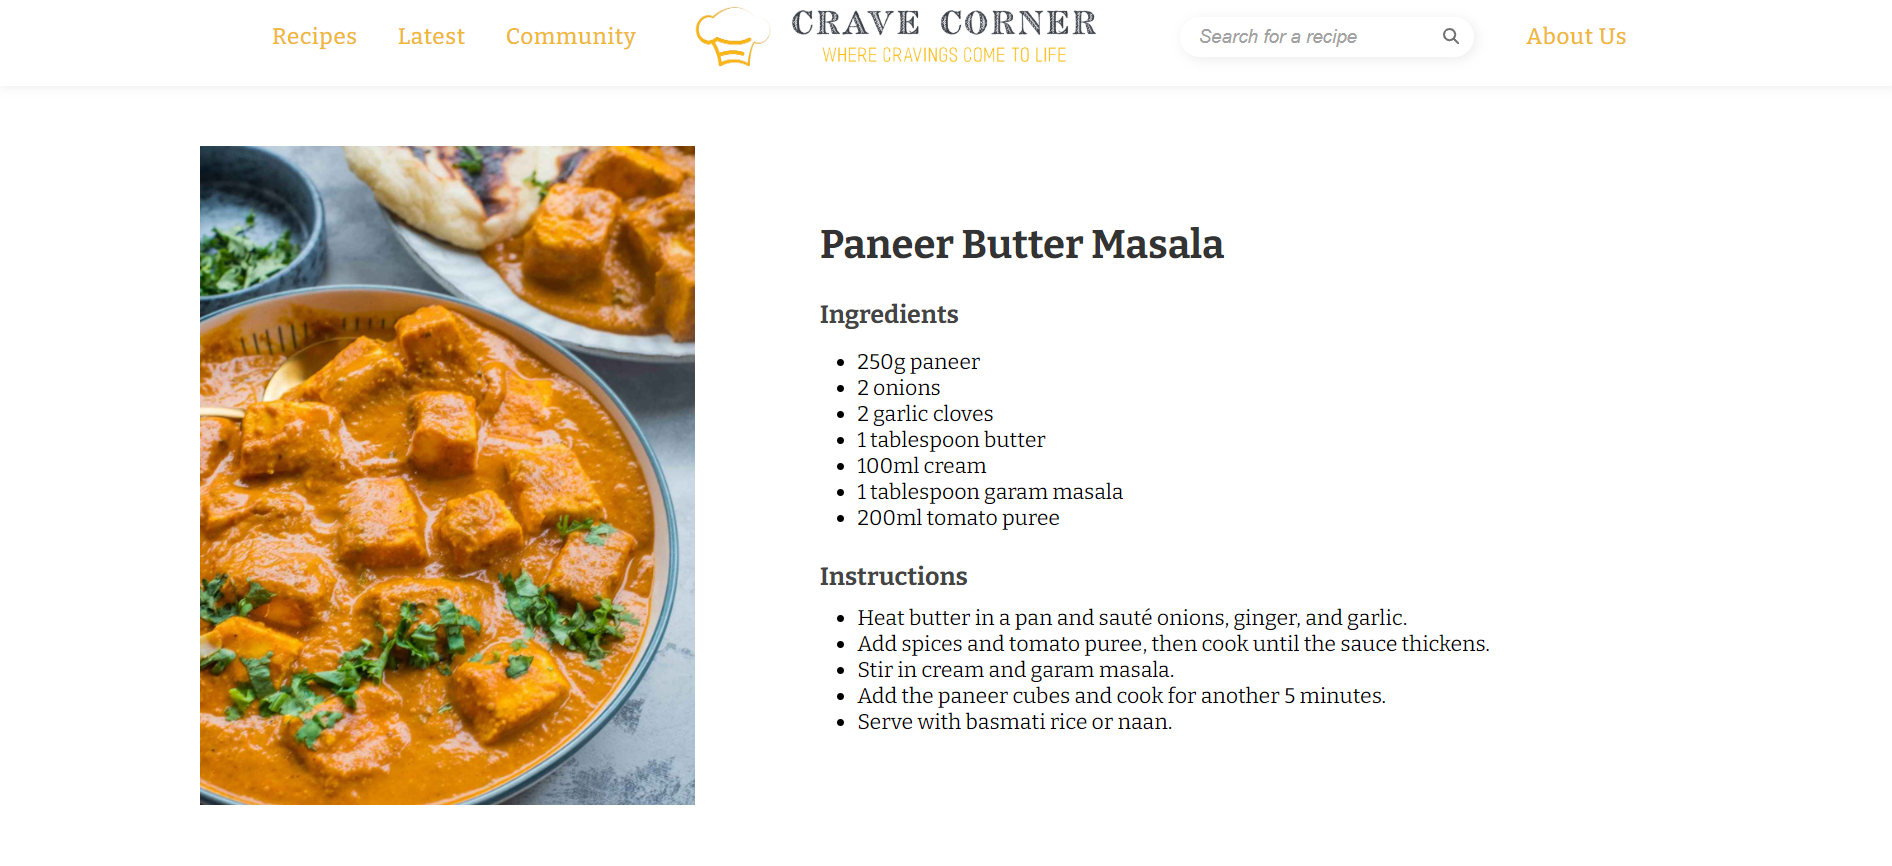 Recipes Latest Community
CRAVE CORNER
WHERE CRAVINGS COME TO LIFE
Search for a recipe
About Us
Paneer Butter Masala
Ingredients
• 250g paneer
• 2 onions
• 2 garlic cloves
• 1 tablespoon butter
• 100ml cream
• 1 tablespoon garam masala
• 200ml tomato puree
Instructions
• Heat butter in a pan and sauté onions, ginger, and garlic.
• Add spices and tomato puree, then cook until the sauce thickens.
• Stir in cream and garam masala.
• Add the paneer cubes and cook for another 5 minutes.
• Serve with basmati rice or naan.